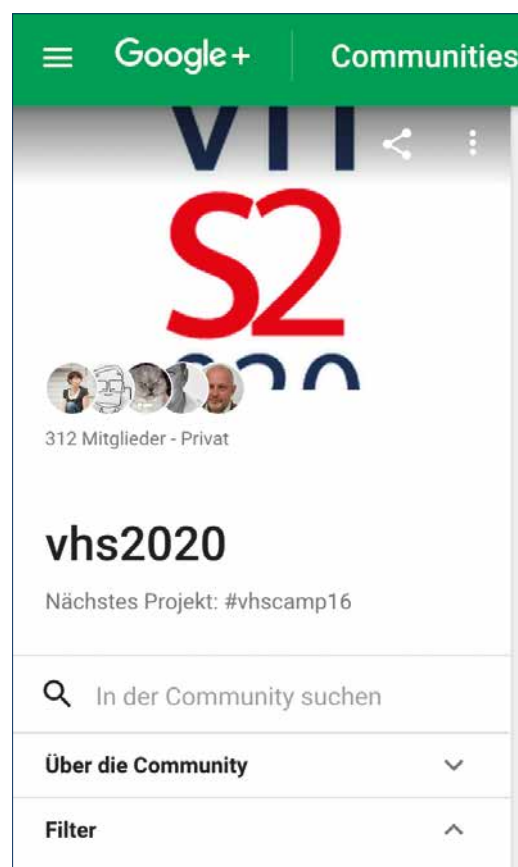 Google+ Communities
S2
312 Mitglieder - Privat
vhs2020
Nächstes Projekt: #vhscamp16
In der Community suchen
Über die Community
Filter